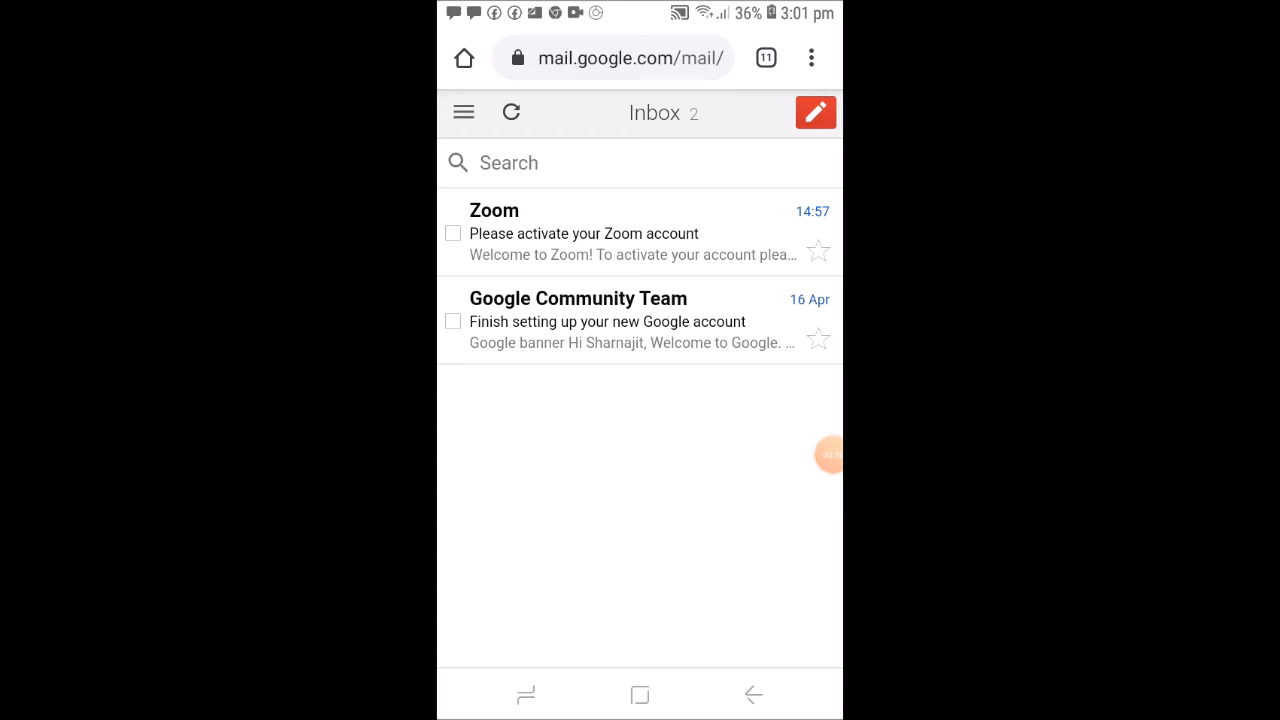 36% 3:01 pm
mail.google.com/mail/ 11
Inbox 2
Search
Zoom 14:57
Please activate your Zoom account
Welcome to Zoom! To activate your account plea...
Google Community Team 16 Apr
Finish setting up your new Google account
Google banner Hi Sharnajit, Welcome to Google. ...